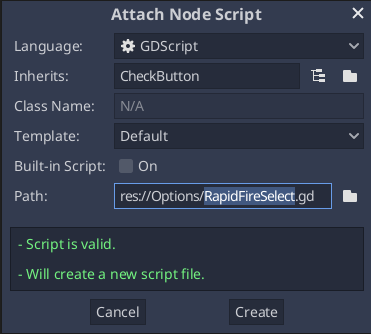 Attach Node Script
Language: GDScript
Inherits: CheckButton
Class Name: N/A
Template: Default
Built-in Script: On
Path: res://Options/RapidFireSelect.gd
- Script is valid.
- Will create a new script file.
Cancel Create